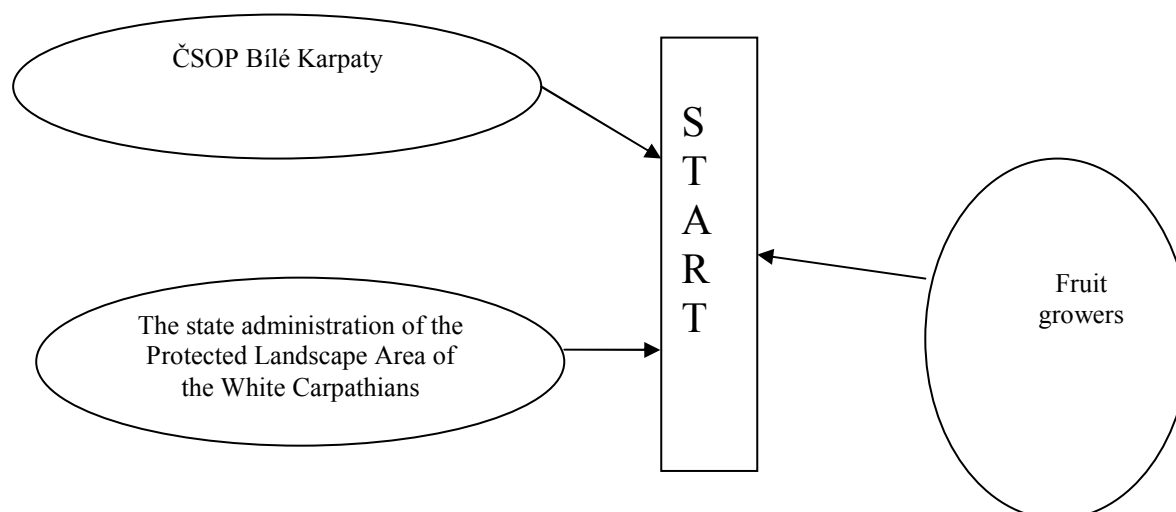 ČSOP Bílé Karpaty
The state administration of the
Protected Landscape Area of
the White Carpathians
S
T
A
R
T
Fruit
growers